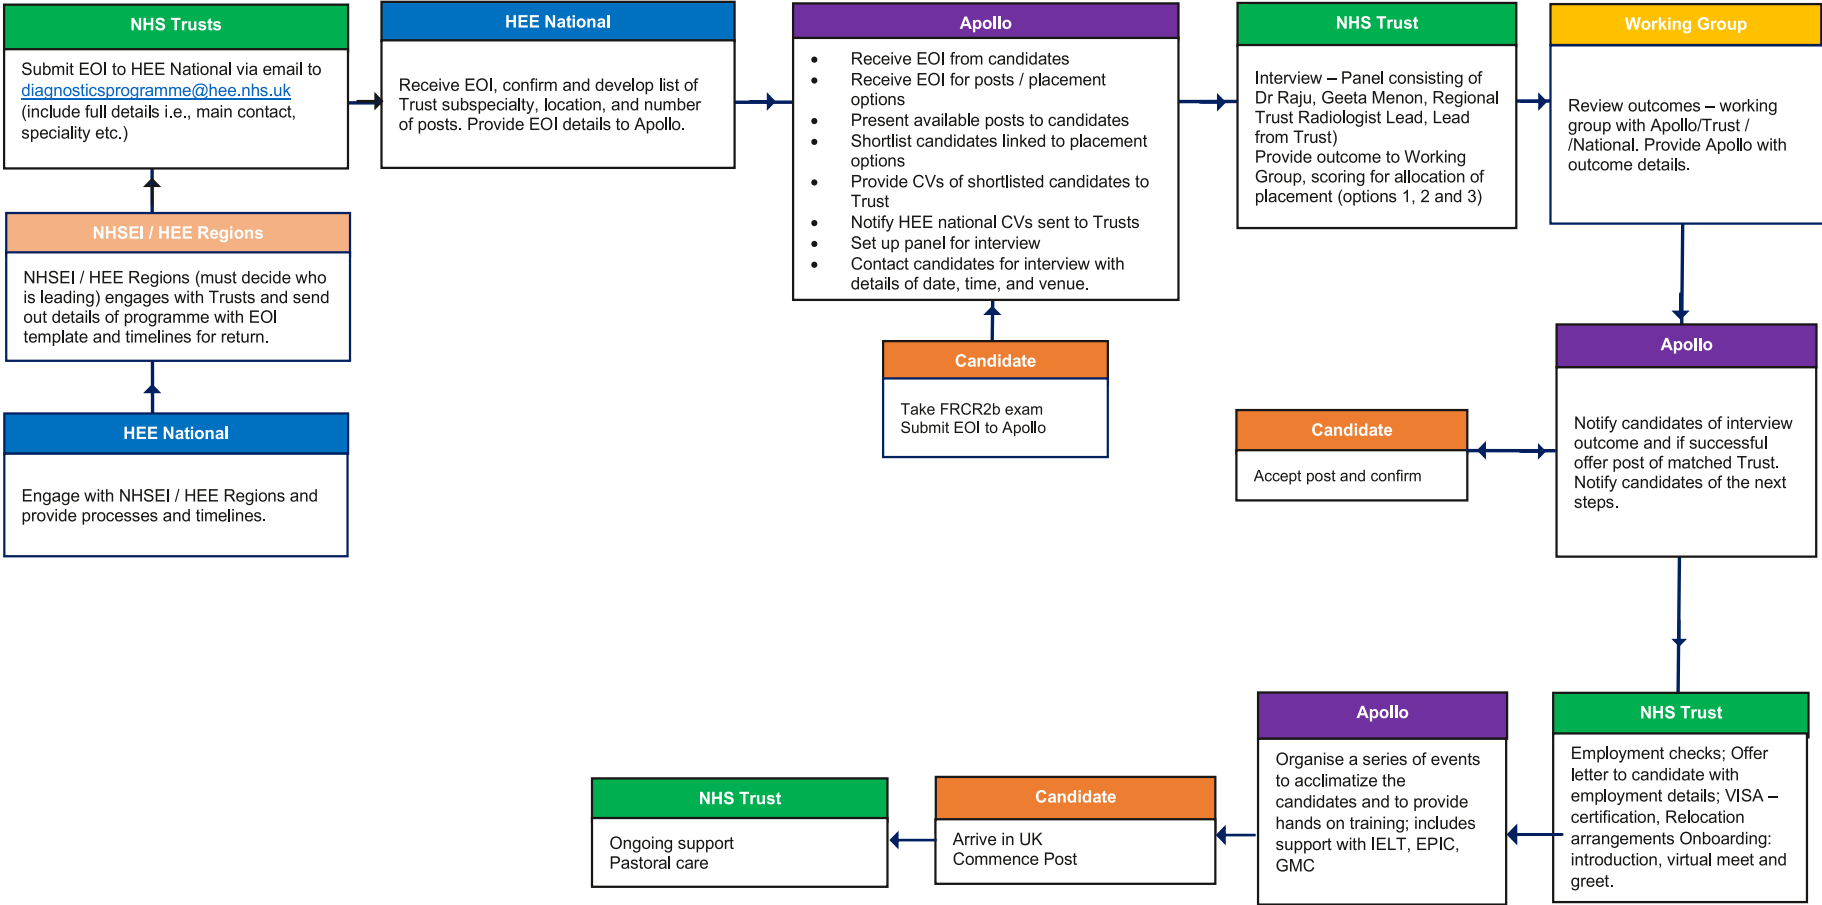 NHS Trusts
Submit EOI to HEE National via email to
diagnosticsprogramme@hee.nhs.uk
(include full details i.e., main contact,
speciality etc.)
HEE National
Receive EOI, confirm and develop list of
Trust subspecialty, location, and number
of posts. Provide EOI details to Apollo.
Apollo
• Receive EOI from candidates
• Receive EOI for posts / placement
options
• Present available posts to candidates
• Shortlist candidates linked to placement
options
• Provide CVs of shortlisted candidates to
Trust
• Notify HEE national CVs sent to Trusts
• Set up panel for interview
• Contact candidates for interview with
details of date, time, and venue.
NHS Trust
Interview – Panel consisting of
Dr Raju, Geeta Menon, Regional
Trust Radiologist Lead, Lead
from Trust)
Provide outcome to Working
Group, scoring for allocation of
placement (options 1, 2 and 3)
Working Group
Review outcomes – working
group with Apollo/Trust /
/National. Provide Apollo with
outcome details.
NHSEI / HEE Regions
NHSEI / HEE Regions (must decide who
is leading) engages with Trusts and send
out details of programme with EOI
template and timelines for return.
HEE National
Engage with NHSEI / HEE Regions and
provide processes and timelines.
Candidate
Take FRCR2b exam
Submit EOI to Apollo
Candidate
Accept post and confirm
Apollo
Notify candidates of interview
outcome and if successful
offer post of matched Trust.
Notify candidates of the next
steps.
NHS Trust
Ongoing support
Pastoral care
Candidate
Arrive in UK
Commence Post
Apollo
Organise a series of events
to acclimatize the
candidates and to provide
hands on training; includes
support with IELT, EPIC,
GMC
NHS Trust
Employment checks; Offer
letter to candidate with
employment details; VISA –
certification, Relocation
arrangements Onboarding:
introduction, virtual meet and
greet.